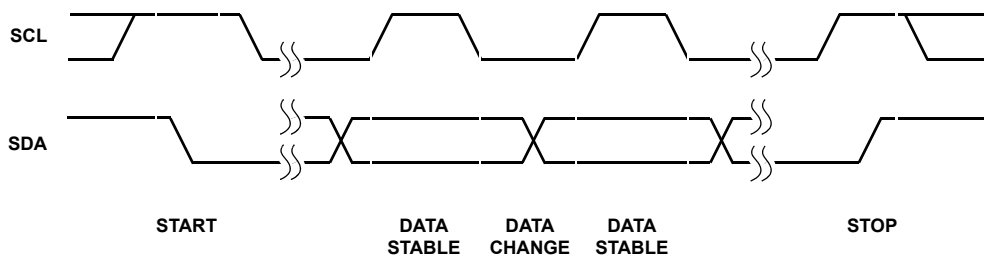 SCL
SDA
START
DATA
STABLE
DATA
CHANGE
DATA
STABLE
STOP